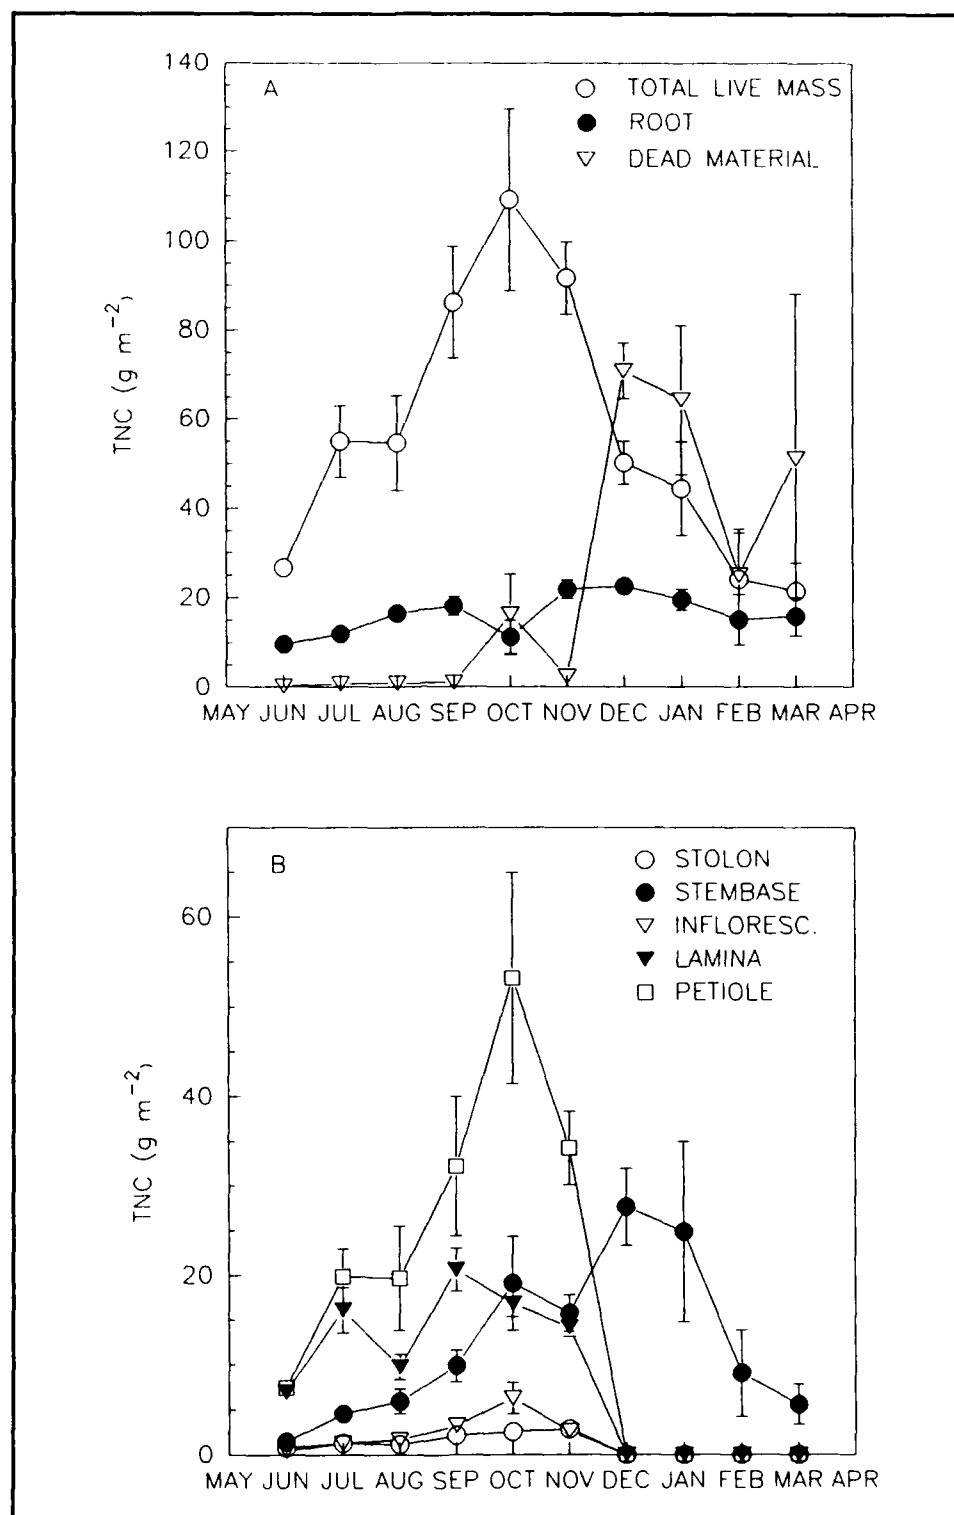 140
A
TOTAL LIVE MASS
120
ROOT
DEAD MATERIAL
100
80
60
40
20
0
TNC (g m⁻²)
MAY JUN JUL AUG SEP OCT NOV DEC JAN FEB MAR APR
B
STOLON
STEMBASE
60
INFLORESC.
LAMINA
PETIOLE
40
20
0
TNC (g m⁻²)
MAY JUN JUL AUG SEP OCT NOV DEC JAN FEB MAR APR